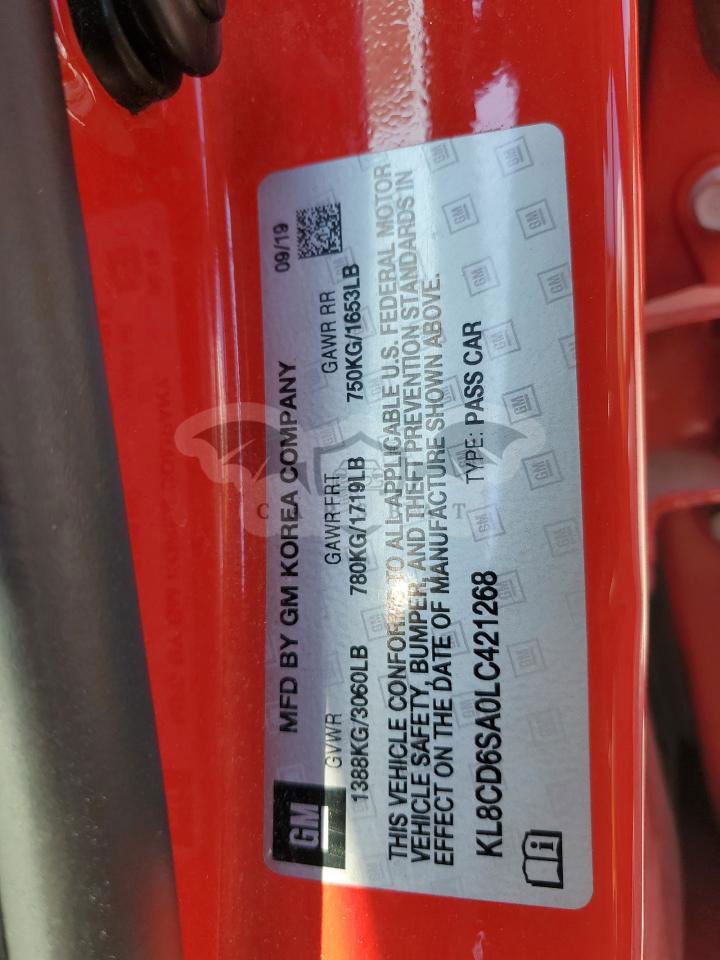 GM
MFD BY GM KOREA COMPANY
09/19
GVWR
GAWR FRT
GAWR RR
1388KG/3060LB
780KG/1719LB
750KG/1653LB
THIS VEHICLE CONFORMS TO ALL APPLICABLE U.S. FEDERAL MOTOR
VEHICLE SAFETY, BUMPER, AND THEFT PREVENTION STANDARDS IN
EFFECT ON THE DATE OF MANUFACTURE SHOWN ABOVE.
KL8CD6SA0LC421268
TYPE: PASS CAR